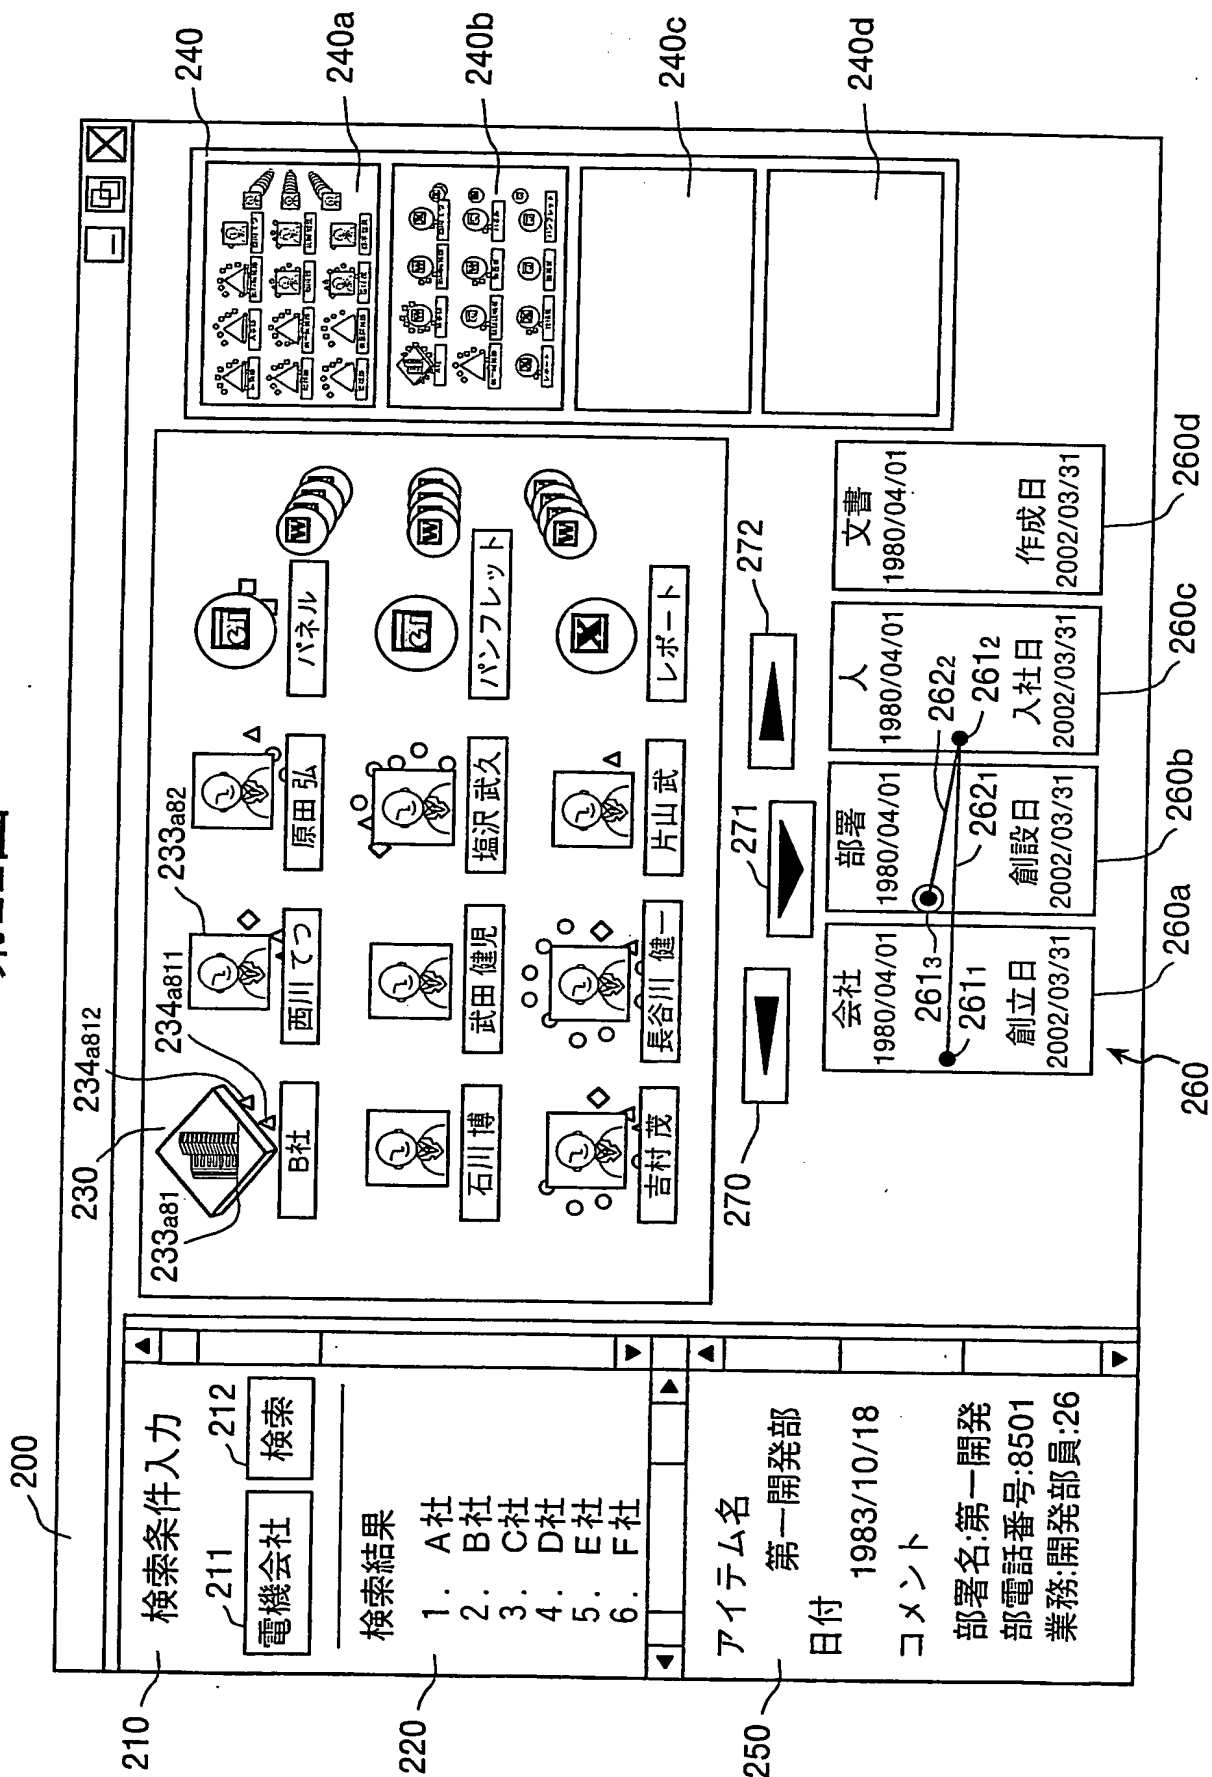 200
210
検索条件入力
211
212
電機会社
検索
220
検索結果
1. A社
2. B社
3. C社
4. D社
5. E社
6. F社
250
アイテム名
第一開発部
日付
1983/10/18
コメント
部署名:第一開発
部電話番号:8501
業務:開発部員:26
230
234a812
234a811
233a82
233a81
B社
西川 てつ
原田 弘
パネル
石川 博
武田 健児
塩沢 武久
パンフレット
吉村 茂
長谷川 健一
片山 武
レポート
W
W
W
X
240
240a
240b
240c
240d
270
271
272
会社
1980/04/01
創立日
2002/03/31
部署
1980/04/01
創設日
2002/03/31
人
1980/04/01
入社日
2002/03/31
文書
1980/04/01
作成日
2002/03/31
2613
2611
2621
2622
2612
260
260a
260b
260c
260d